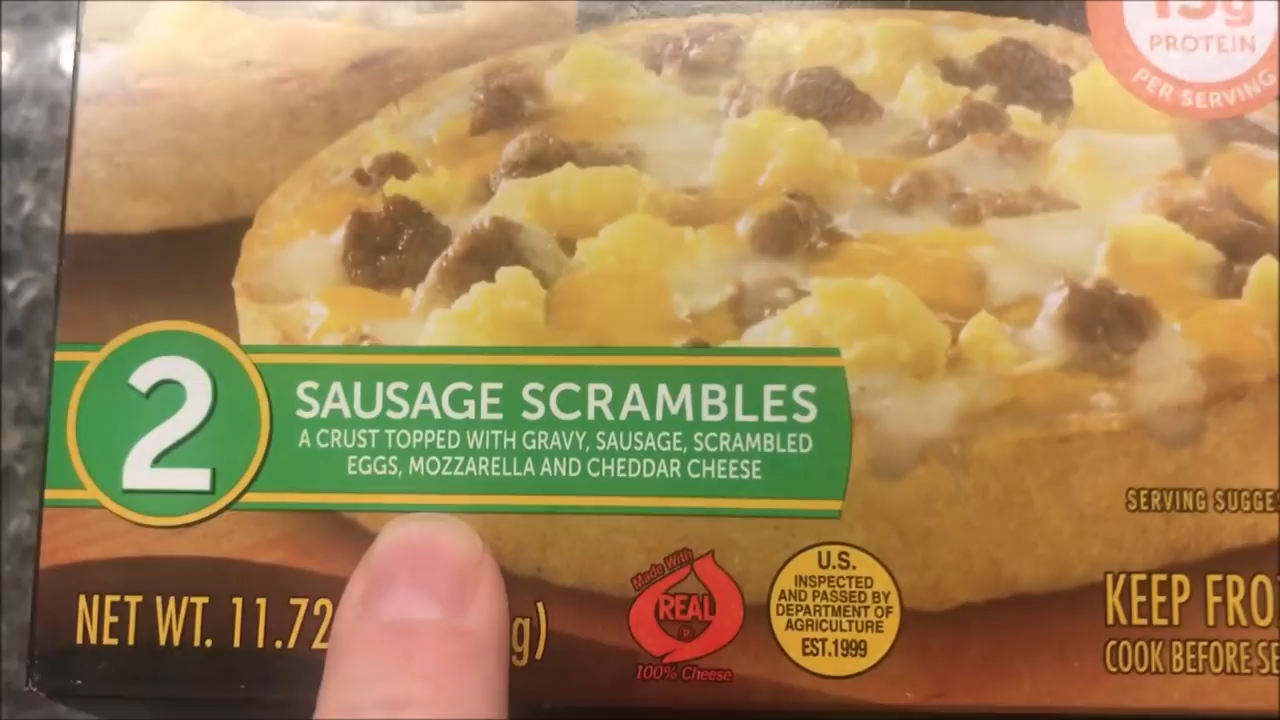 15g
PROTEIN
PER SERVING
2
SAUSAGE SCRAMBLES
A CRUST TOPPED WITH GRAVY, SAUSAGE, SCRAMBLED
EGGS, MOZZARELLA AND CHEDDAR CHEESE
SERVING SUGGE
NET WT. 11.72
g)
Made With
REAL
®
100% Cheese
U.S.
INSPECTED
AND PASSED BY
DEPARTMENT OF
AGRICULTURE
EST.1999
KEEP FRO
COOK BEFORE SE